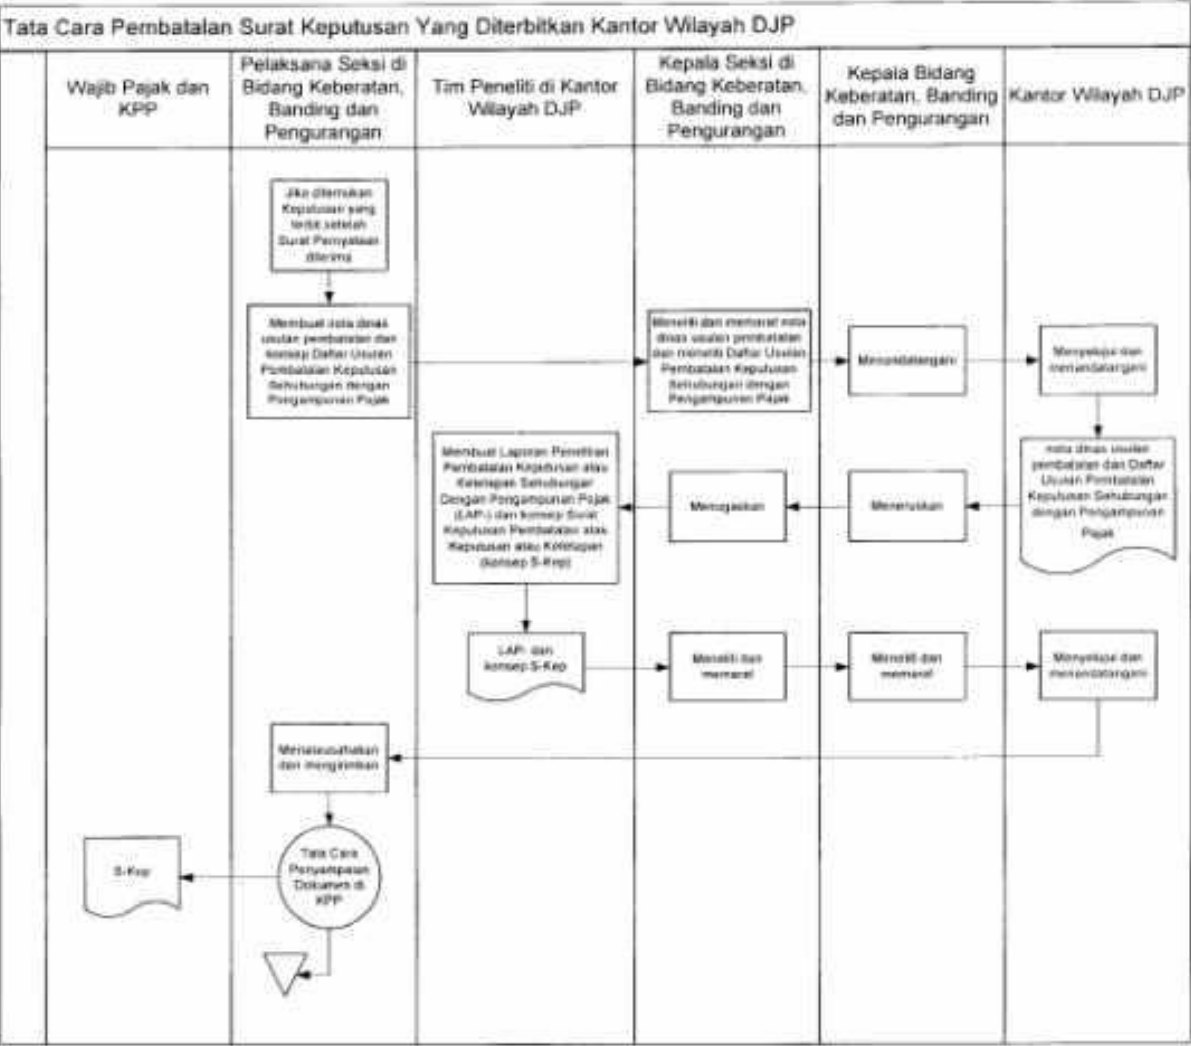 Tata Cara Pembatalan Surat Keputusan Yang Diterbitkan Kantor Wilayah DJP
Wajib Pajak dan
KPP
Pelaksana Seksi di
Bidang Keberatan,
Banding dan
Pengurangan
Tim Peneliti di Kantor
Wilayah DJP
Kepala Seksi di
Bidang Keberatan,
Banding dan
Pengurangan
Kepala Bidang
Keberatan, Banding
dan Pengurangan
Kantor Wilayah DJP
Jika ditemukan
Keputusan yang
terbit setelah
Surat Pernyataan
diterima
Membuat nota dinas
usulan pembatalan dan
konsep Daftar Usulan
Pembatalan Keputusan
Sehubungan dengan
Pengampunan Pajak
Meneliti dan memaraf nota
dinas usulan pembatalan
dan meneliti Daftar Usulan
Pembatalan Keputusan
Sehubungan dengan
Pengampunan Pajak
Menandatangani
Menyetujui dan
menandatangani
nota dinas usulan
pembatalan dan Daftar
Usulan Pembatalan
Keputusan Sehubungan
dengan Pengampunan
Pajak
Meneruskan
Menugaskan
Membuat Laporan Penelitian
Pembatalan Keputusan atau
Ketetapan Sehubungan
Dengan Pengampunan Pajak
(LAP-) dan konsep Surat
Keputusan Pembatalan atas
Keputusan atau Ketetapan
(konsep S-Kep)
LAP- dan
konsep S-Kep
Meneliti dan
memaraf
Meneliti dan
memaraf
Menyetujui dan
menandatangani
Menatausahakan
dan mengirimkan
Tata Cara
Penyampaian
Dokumen di
KPP
S-Kep